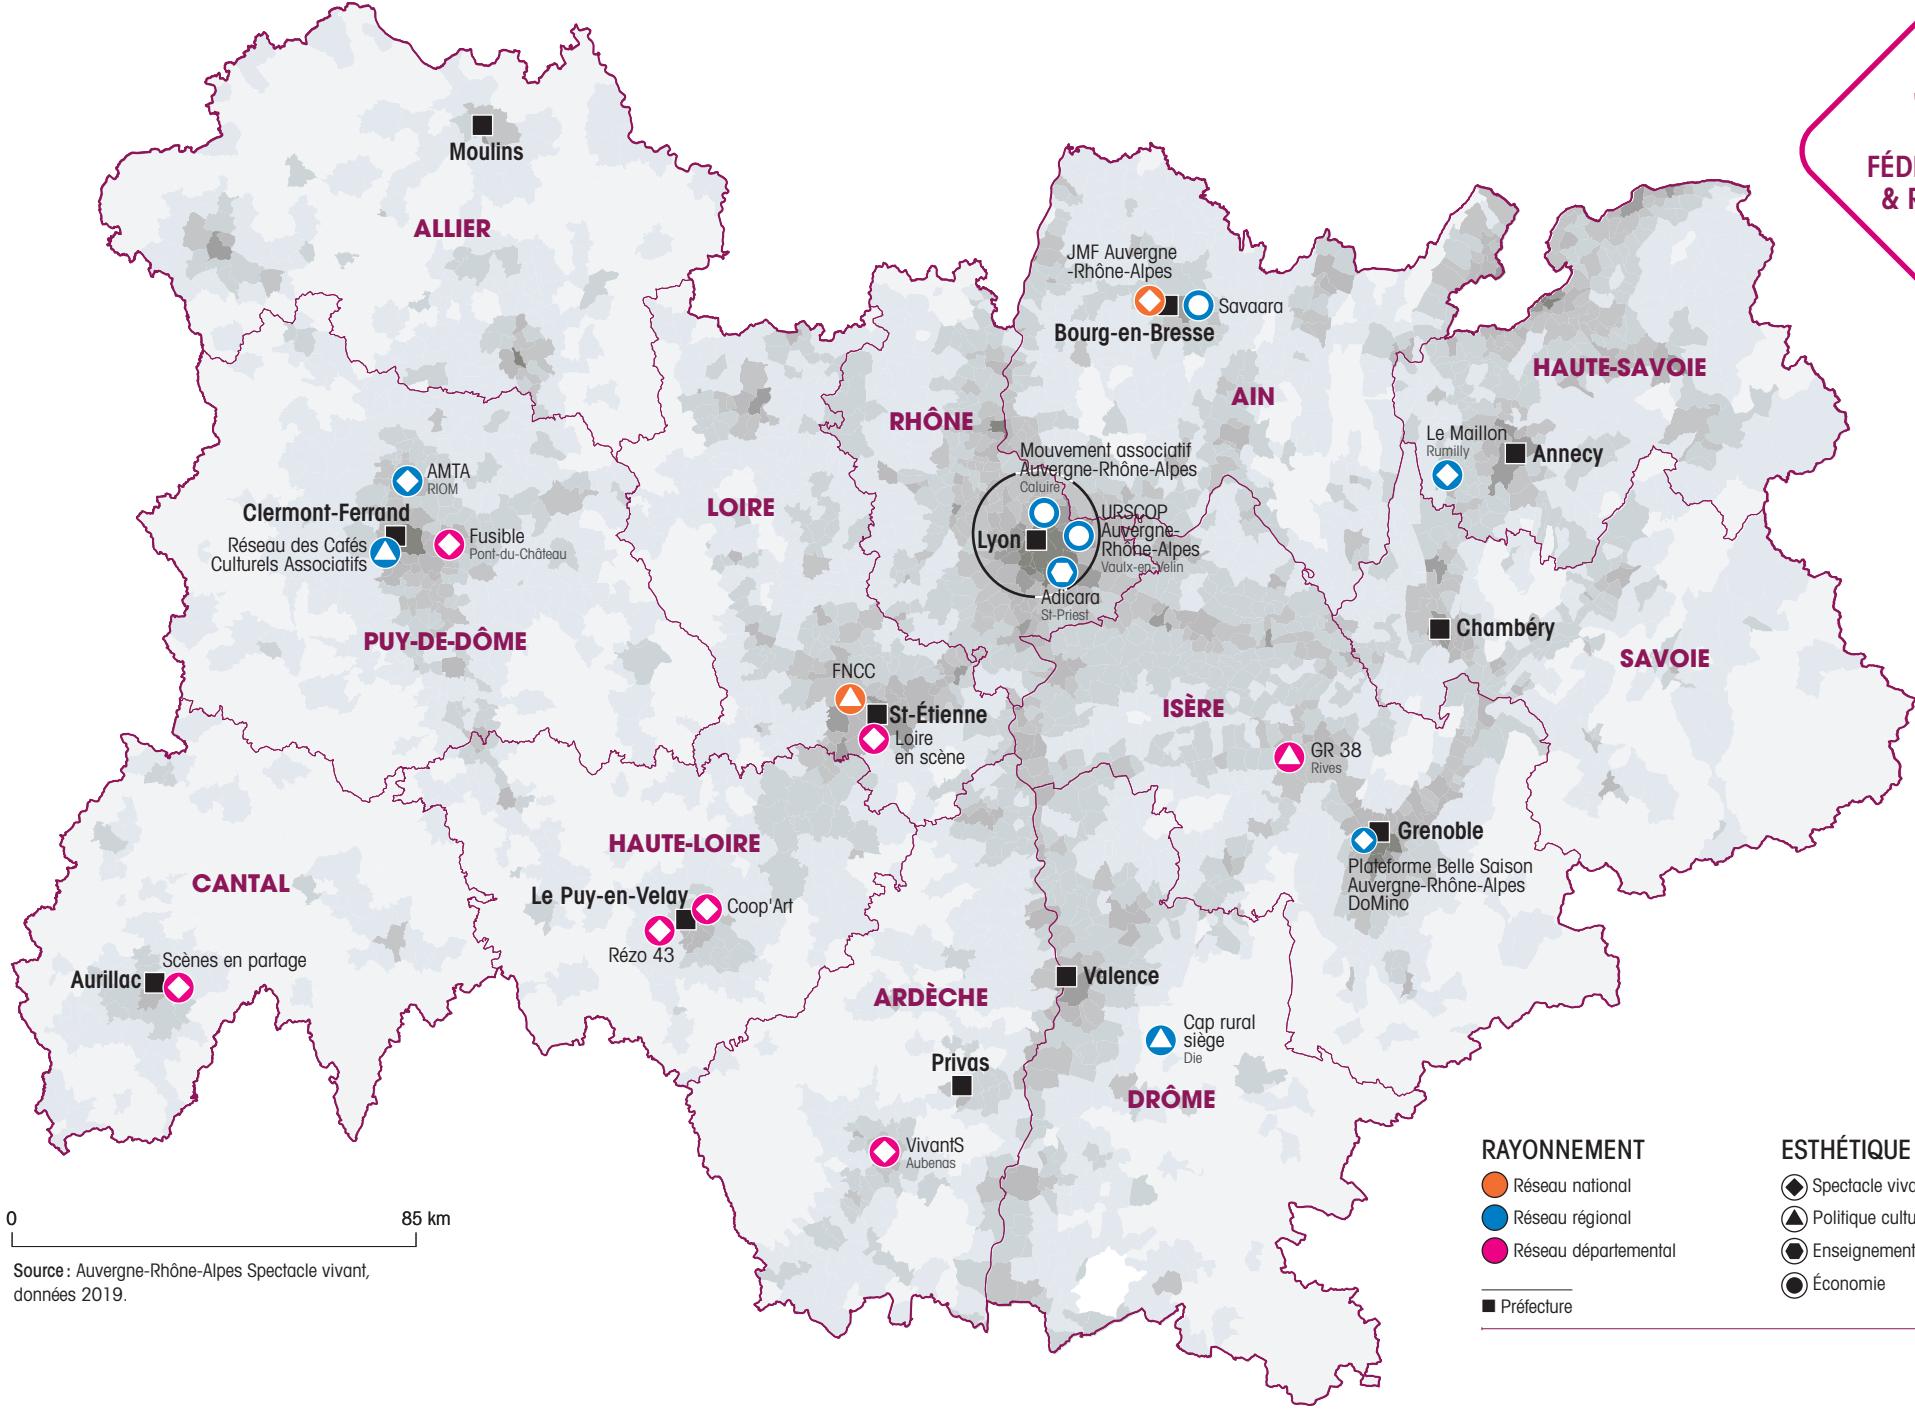 Moulins
ALLIER
FÉD
& R
JMF Auvergne
-Rhône-Alpes
Savaara
Bourg-en-Bresse
HAUTE-SAVOIE
AIN
RHÔNE
Le Maillon
Rumilly
Annecy
Mouvement associatif
Auvergne-Rhône-Alpes
Caluire
AMTA
RIOM
LOIRE
Clermont-Ferrand
URSCOP
Auvergne-
Rhône-Alpes
Vaulx-en-Velin
Lyon
Fusible
Pont-du-Château
Réseau des Cafés
Culturels Associatifs
Adicara
St-Priest
Chambéry
PUY-DE-DÔME
SAVOIE
FNCC
ISÈRE
St-Étienne
Loire
en scène
GR 38
Rives
Grenoble
HAUTE-LOIRE
Plateforme Belle Saison
Auvergne-Rhône-Alpes
DoMino
CANTAL
Le Puy-en-Velay
Coop'Art
Rézo 43
Scènes en partage
Aurillac
Valence
ARDÈCHE
Cap rural
siège
Die
Privas
DRÔME
VivantS
Aubenas
RAYONNEMENT
Réseau national
Réseau régional
Réseau départemental
Préfecture
ESTHÉTIQUE
Spectacle viva
Politique cultu
Enseignement
Économie
0
85 km
Source : Auvergne-Rhône-Alpes Spectacle vivant,
données 2019.